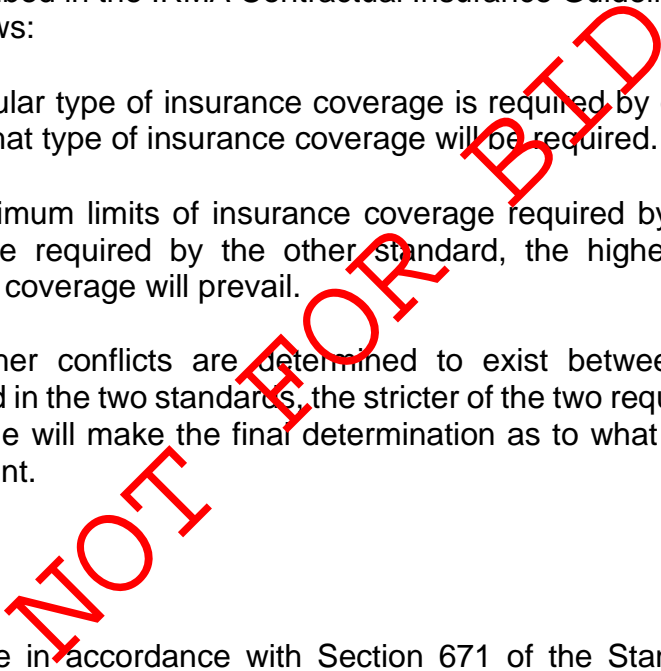 bed in the IRMA Contractual Insurance Guidelin
ws:
ular type of insurance coverage is required by
hat type of insurance coverage will be required.
imum limits of insurance coverage required by
e required by the other standard, the highe
coverage will prevail.
her conflicts are determined to exist betwee
d in the two standards, the stricter of the two requ
e will make the final determination as to what
nt.
e in accordance with Section 671 of the Stan
NOT FOR BID